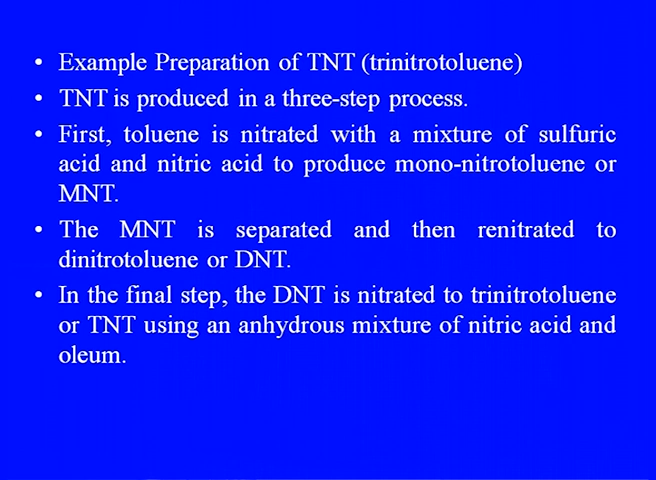 • Example Preparation of TNT (trinitrotoluene)
• TNT is produced in a three-step process.
• First, toluene is nitrated with a mixture of sulfuric
acid and nitric acid to produce mono-nitrotoluene or
MNT.
• The MNT is separated and then renitrated to
dinitrotoluene or DNT.
• In the final step, the DNT is nitrated to trinitrotoluene
or TNT using an anhydrous mixture of nitric acid and
oleum.